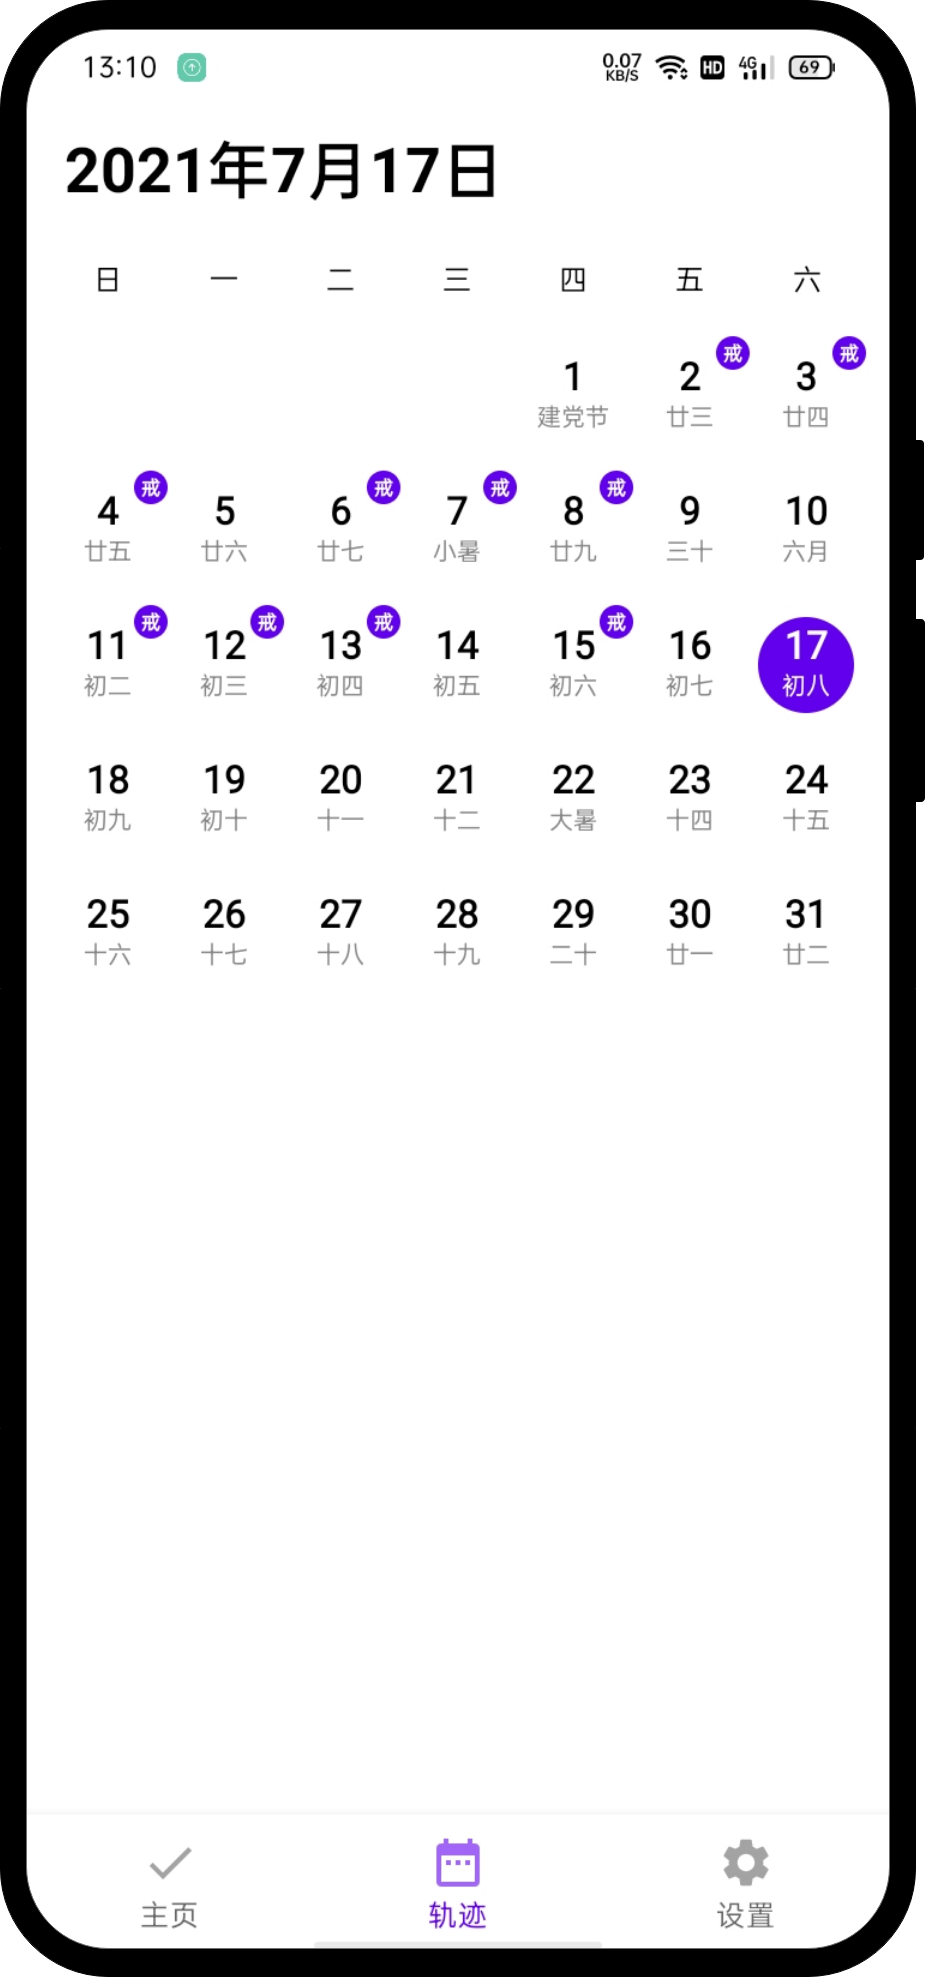 13:10 0.07 KB/S HD 4G 69
2021年7月17日
日 一 二 三 四 五 六
戒 戒
1 2 3
建党节 廿三 廿四
戒 戒 戒 戒
4 5 6 7 8 9 10
廿五 廿六 廿七 小暑 廿九 三十 六月
戒 戒 戒 戒
11 12 13 14 15 16 17
初二 初三 初四 初五 初六 初七 初八
18 19 20 21 22 23 24
初九 初十 十一 十二 大暑 十四 十五
25 26 27 28 29 30 31
十六 十七 十八 十九 二十 廿一 廿二
主页 轨迹 设置